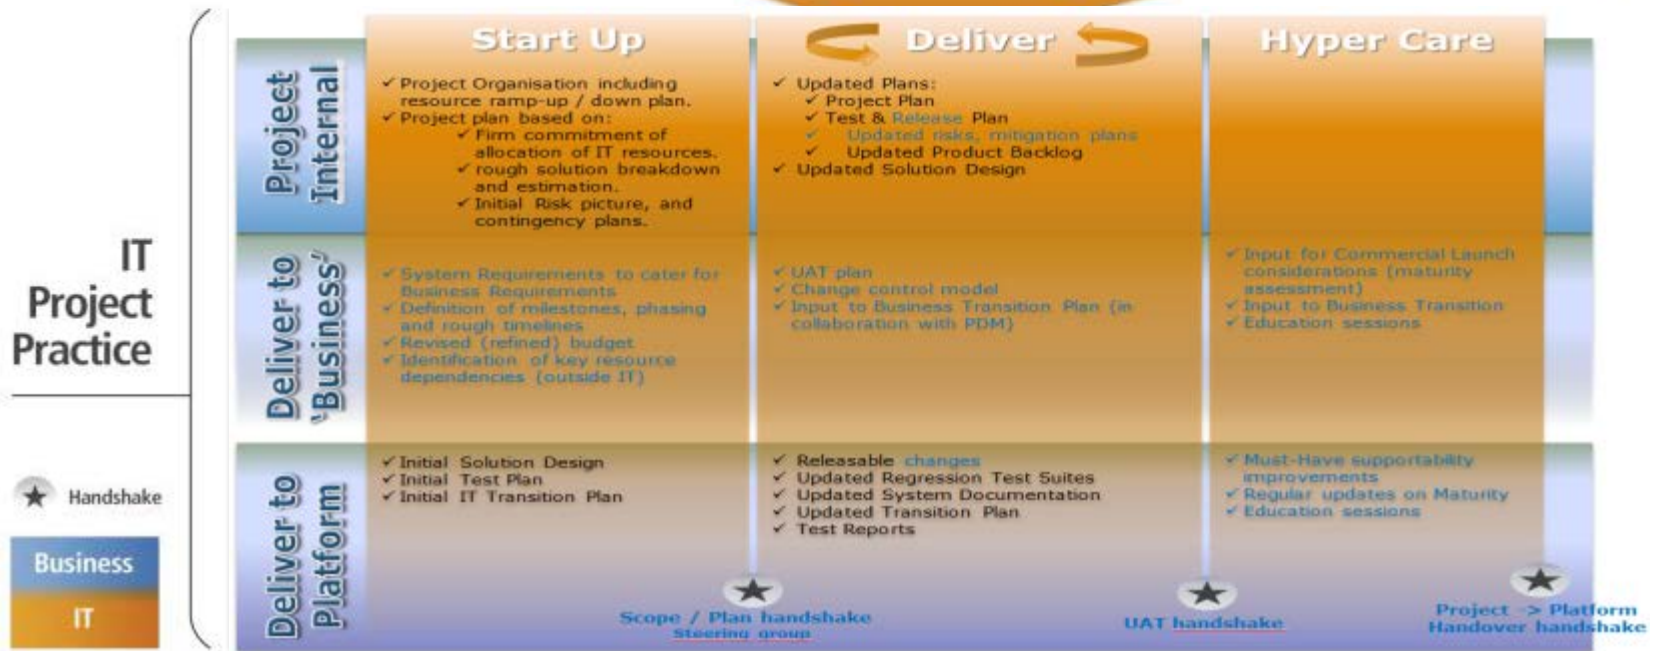 Start Up
Deliver
Hyper Care
IT
Project
Practice
Handshake
Business
IT
Project
Internal
✓ Project Organisation including
resource ramp-up / down plan.
✓ Project plan based on:
✓ Firm commitment of
allocation of IT resources.
✓ rough solution breakdown
and estimation.
✓ Initial Risk picture, and
contingency plans.
✓ Updated Plans:
✓ Project Plan
✓ Test & Release Plan
✓ Updated risks, mitigation plans
✓ Updated Product Backlog
✓ Updated Solution Design
Deliver to
‘Business’
✓ System Requirements to cater for
Business Requirements
✓ Definition of milestones, phasing
and rough timelines
✓ Revised (refined) budget
✓ Identification of key resource
dependencies (outside IT)
✓ UAT plan
✓ Change control model
✓ Input to Business Transition Plan (in
collaboration with PDM)
✓ Input for Commercial Launch
considerations (maturity
assessment)
✓ Input to Business Transition
✓ Education sessions
Deliver to
Platform
✓ Initial Solution Design
✓ Initial Test Plan
✓ Initial IT Transition Plan
✓ Releasable changes
✓ Updated Regression Test Suites
✓ Updated System Documentation
✓ Updated Transition Plan
✓ Test Reports
✓ Must-Have supportability
improvements
✓ Regular updates on Maturity
✓ Education sessions
Scope / Plan handshake
Steering group
UAT handshake
Project -> Platform
Handover handshake